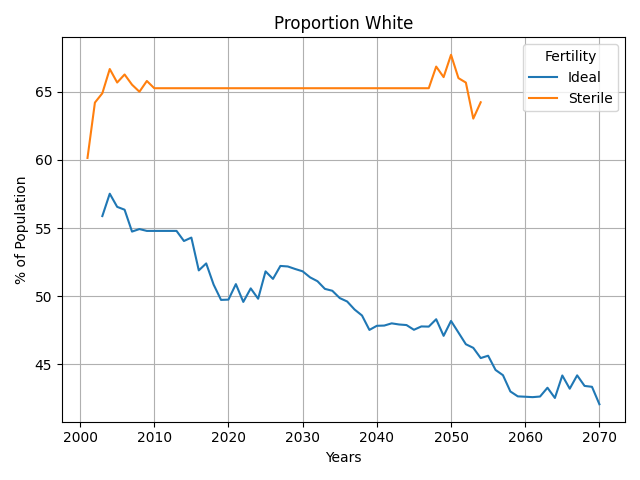 Proportion White
Fertility
Ideal
Sterile
% of Population
65
60
55
50
45
2000 2010 2020 2030 2040 2050 2060 2070
Years